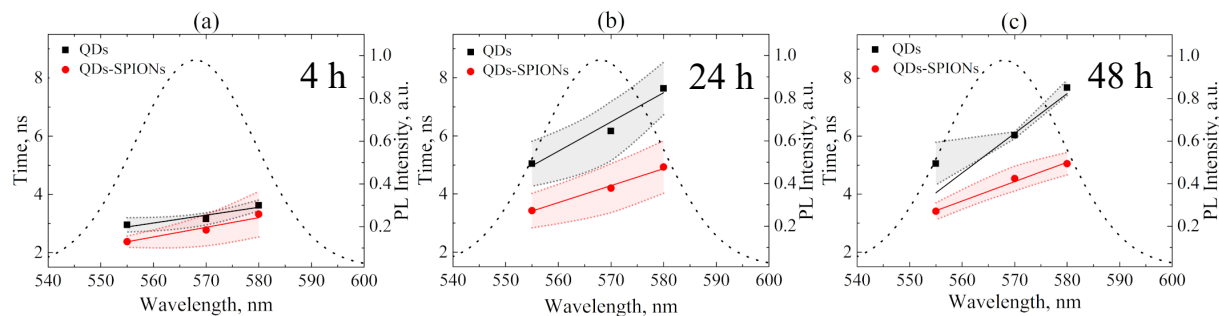 (a)
QDs
QDs-SPIONs
4 h
Time, ns
8
6
4
2
PL Intensity, a.u.
1.0
0.8
0.6
0.4
0.2
540 550 560 570 580 590 600
Wavelength, nm
(b)
QDs
QDs-SPIONs
24 h
Time, ns
8
6
4
2
PL Intensity, a.u.
1.0
0.8
0.6
0.4
0.2
540 550 560 570 580 590 600
Wavelength, nm
(c)
QDs
QDs-SPIONs
48 h
Time, ns
8
6
4
2
PL Intensity, a.u.
1.0
0.8
0.6
0.4
0.2
540 550 560 570 580 590 600
Wavelength, nm